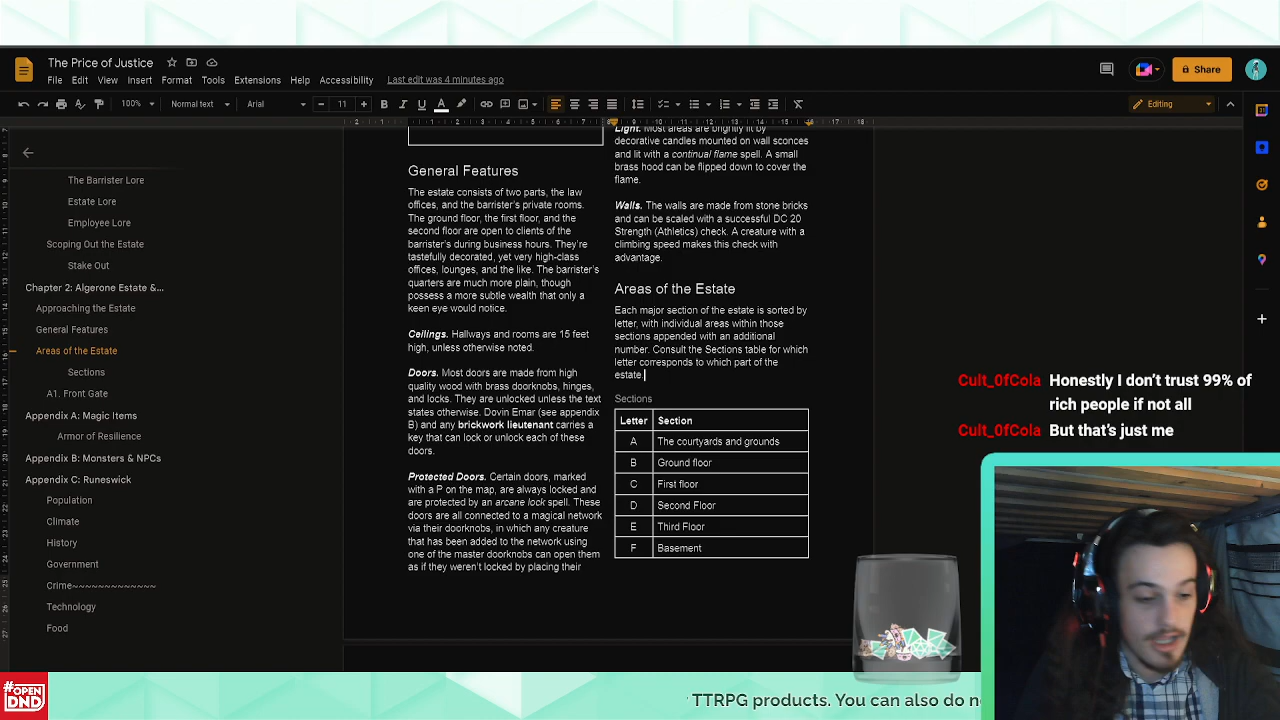 The Price of Justice
File Edit View Insert Format Tools Extensions Help Accessibility Last edit was 4 minutes ago
Share
100% Normal text Arial 11 Editing
The Barrister Lore
Estate Lore
Employee Lore
Scoping Out the Estate
Stake Out
Chapter 2: Algerone Estate &...
Approaching the Estate
General Features
Areas of the Estate
Sections
A1. Front Gate
Appendix A: Magic Items
Armor of Resilience
Appendix B: Monsters & NPCs
Appendix C: Runeswick
Population
Climate
History
Government
Crime~~~~~~~~~~~~~
Technology
Food
General Features
The estate consists of two parts, the law
offices, and the barrister's private rooms.
The ground floor, the first floor, and the
second floor are open to clients of the
barrister's during business hours. They're
tastefully decorated, yet very high-class
offices, lounges, and the like. The barrister's
quarters are much more plain, though
possess a more subtle wealth that only a
keen eye would notice.
Ceilings. Hallways and rooms are 15 feet
high, unless otherwise noted.
Doors. Most doors are made from high
quality wood with brass doorknobs, hinges,
and locks. They are unlocked unless the text
states otherwise. Dovin Emar (see appendix
B) and any brickwork lieutenant carries a
key that can lock or unlock each of these
doors.
Protected Doors. Certain doors, marked
with a P on the map, are always locked and
are protected by an arcane lock spell. These
doors are all connected to a magical network
via their doorknobs, in which any creature
that has been added to the network using
one of the master doorknobs can open them
as if they weren't locked by placing their
Light. Most areas are brightly lit by
decorative candles mounted on wall sconces
and lit with a continual flame spell. A small
brass hood can be flipped down to cover the
flame.
Walls. The walls are made from stone bricks
and can be scaled with a successful DC 20
Strength (Athletics) check. A creature with a
climbing speed makes this check with
advantage.
Areas of the Estate
Each major section of the estate is sorted by
letter, with individual areas within those
sections appended with an additional
number. Consult the Sections table for which
letter corresponds to which part of the
estate.
Sections
Letter Section
A The courtyards and grounds
B Ground floor
C First floor
D Second Floor
E Third Floor
F Basement
Cult_0fCola Honestly I don't trust 99% of
rich people if not all
Cult_0fCola But that's just me
#OPEN
DND
TTRPG products. You can also do